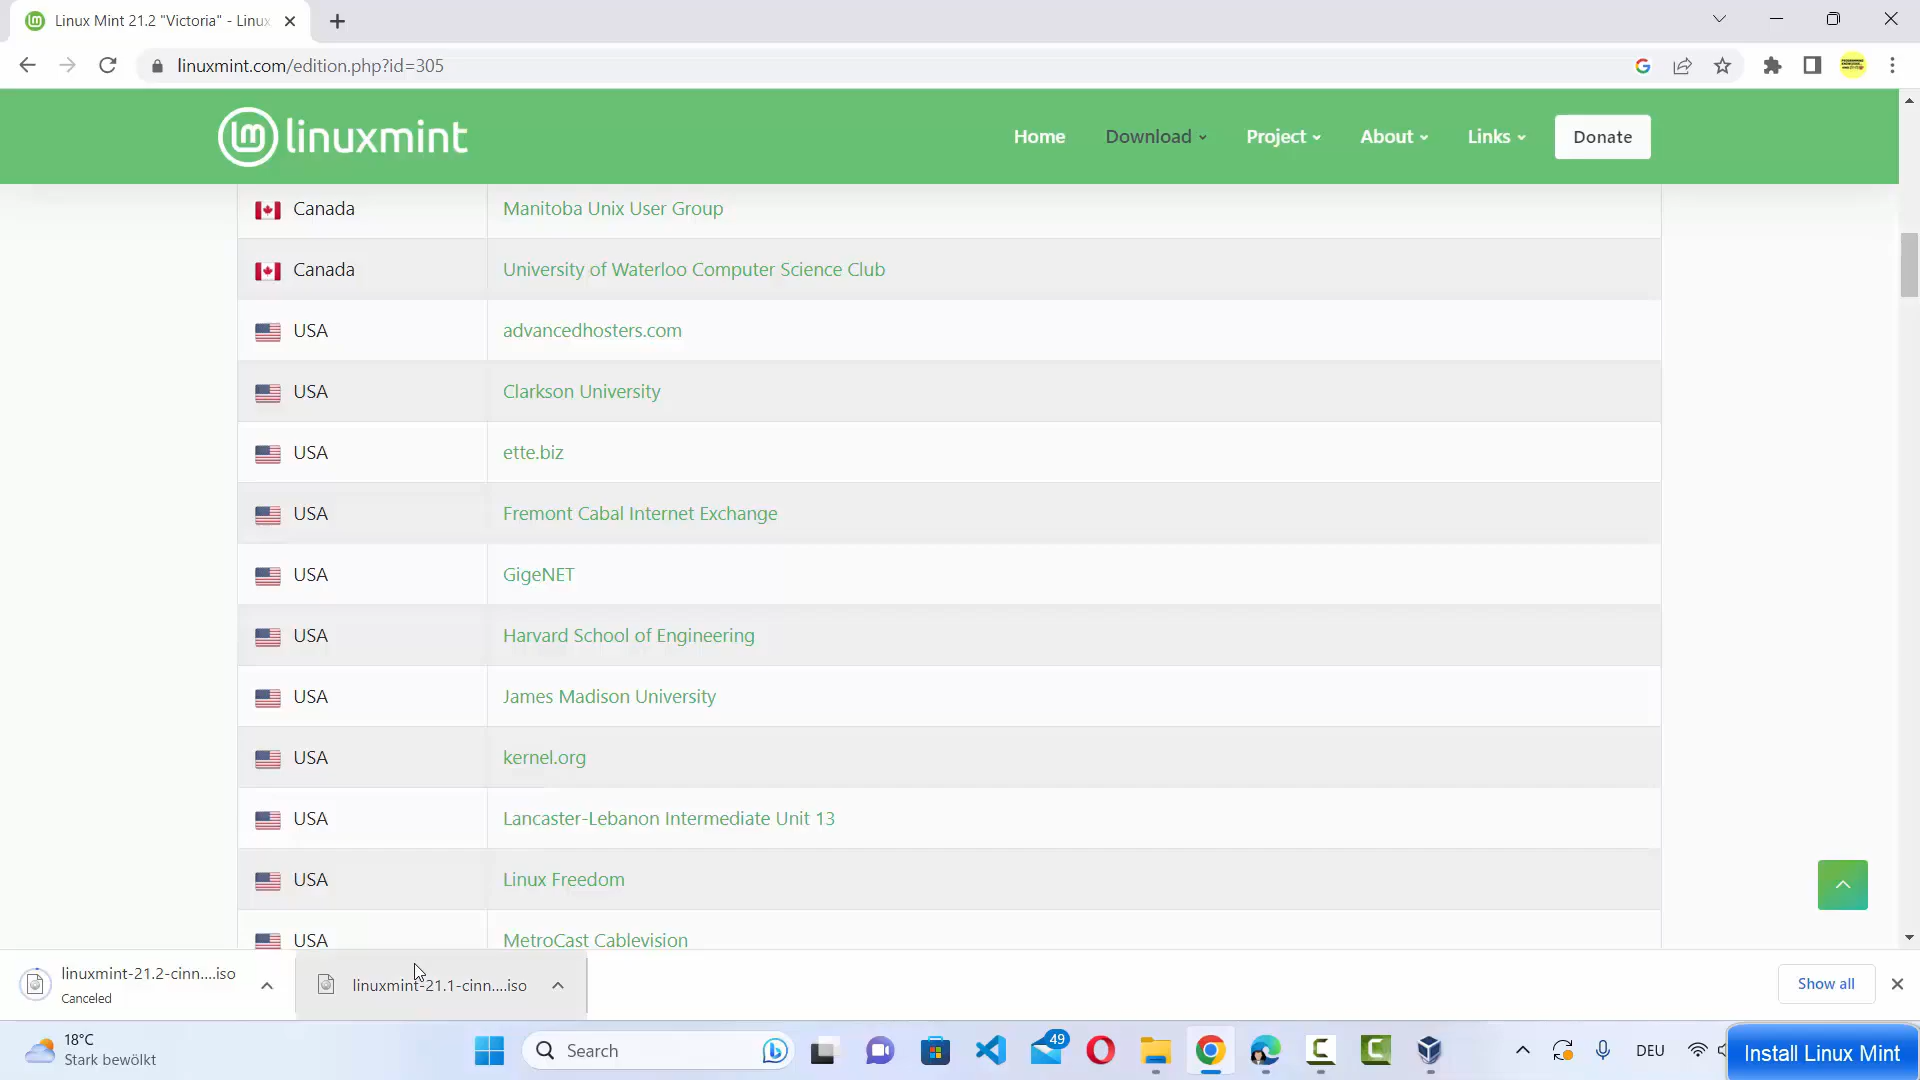 Linux Mint 21.2 "Victoria" - Linux
linuxmint.com/edition.php?id=305
linuxmint
Home
Download
Project
About
Links
Donate
Canada
Manitoba Unix User Group
Canada
University of Waterloo Computer Science Club
USA
advancedhosters.com
USA
Clarkson University
USA
ette.biz
USA
Fremont Cabal Internet Exchange
USA
GigeNET
USA
Harvard School of Engineering
USA
James Madison University
USA
kernel.org
USA
Lancaster-Lebanon Intermediate Unit 13
USA
Linux Freedom
USA
MetroCast Cablevision
linuxmint-21.2-cinn....iso
Canceled
linuxmint-21.1-cinn....iso
Show all
18°C
Stark bewölkt
Search
49
DEU
Install Linux Mint